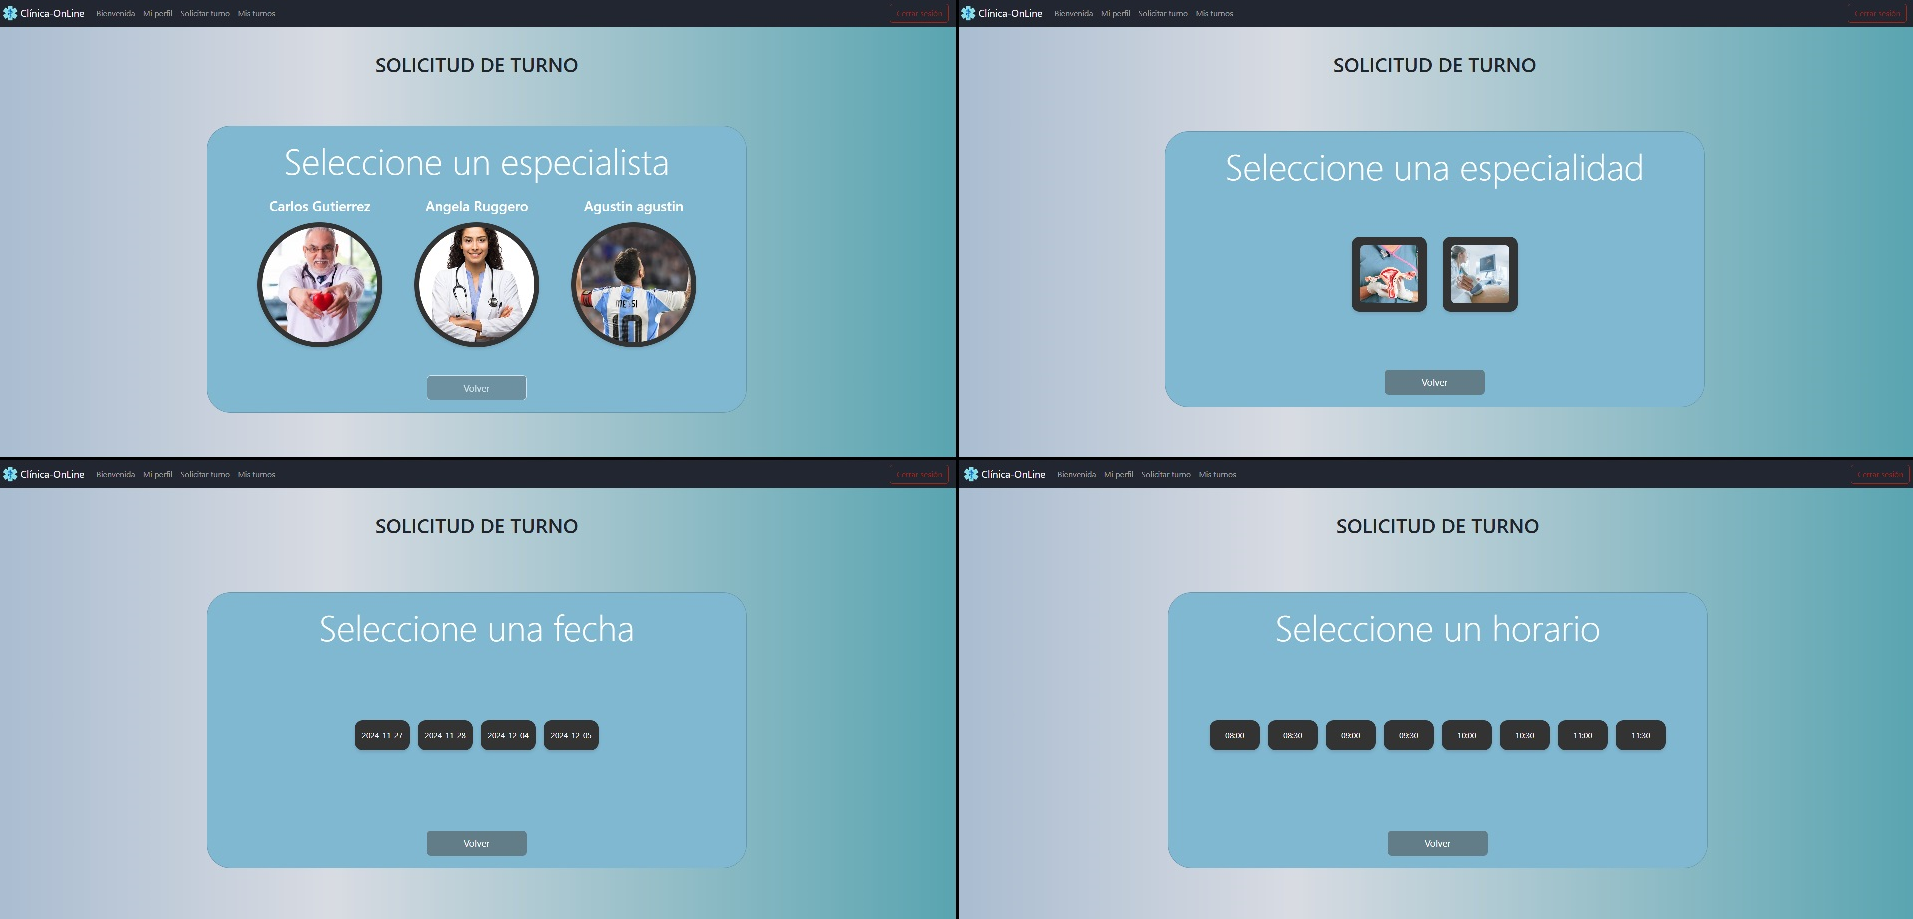 Clínica-OnLine Bienvenida Mi perfil Solicitar turno Mis turnos Cerrar sesión
SOLICITUD DE TURNO
Seleccione un especialista
Carlos Gutierrez Angela Ruggero Agustin agustin
MESSI
10
Volver
Clínica-OnLine Bienvenida Mi perfil Solicitar turno Mis turnos Cerrar sesión
SOLICITUD DE TURNO
Seleccione una especialidad
Volver
Clínica-OnLine Bienvenida Mi perfil Solicitar turno Mis turnos Cerrar sesión
SOLICITUD DE TURNO
Seleccione una fecha
2024-11-27 2024-11-28 2024-12-04 2024-12-05
Volver
Clínica-OnLine Bienvenida Mi perfil Solicitar turno Mis turnos Cerrar sesión
SOLICITUD DE TURNO
Seleccione un horario
08:00 08:30 09:00 09:30 10:00 10:30 11:00 11:30
Volver